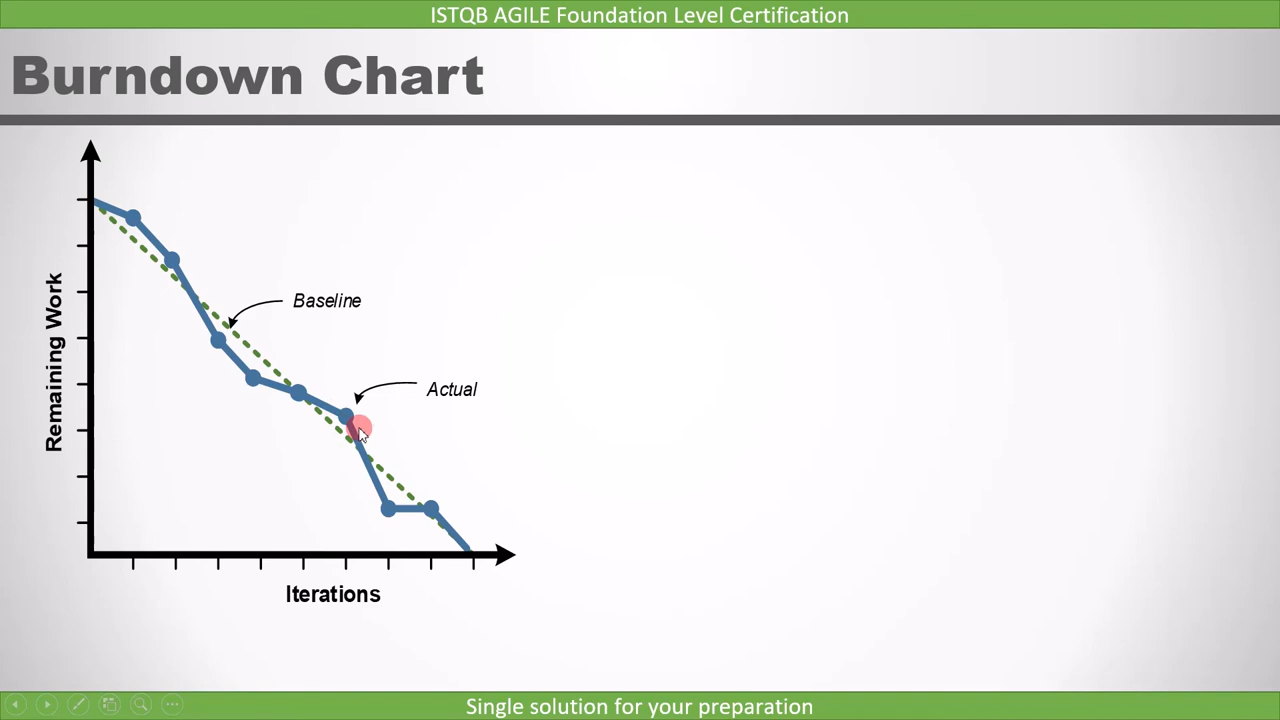 ISTQB AGILE Foundation Level Certification
Burndown Chart
Baseline
Actual
Remaining Work
Iterations
Single solution for your preparation